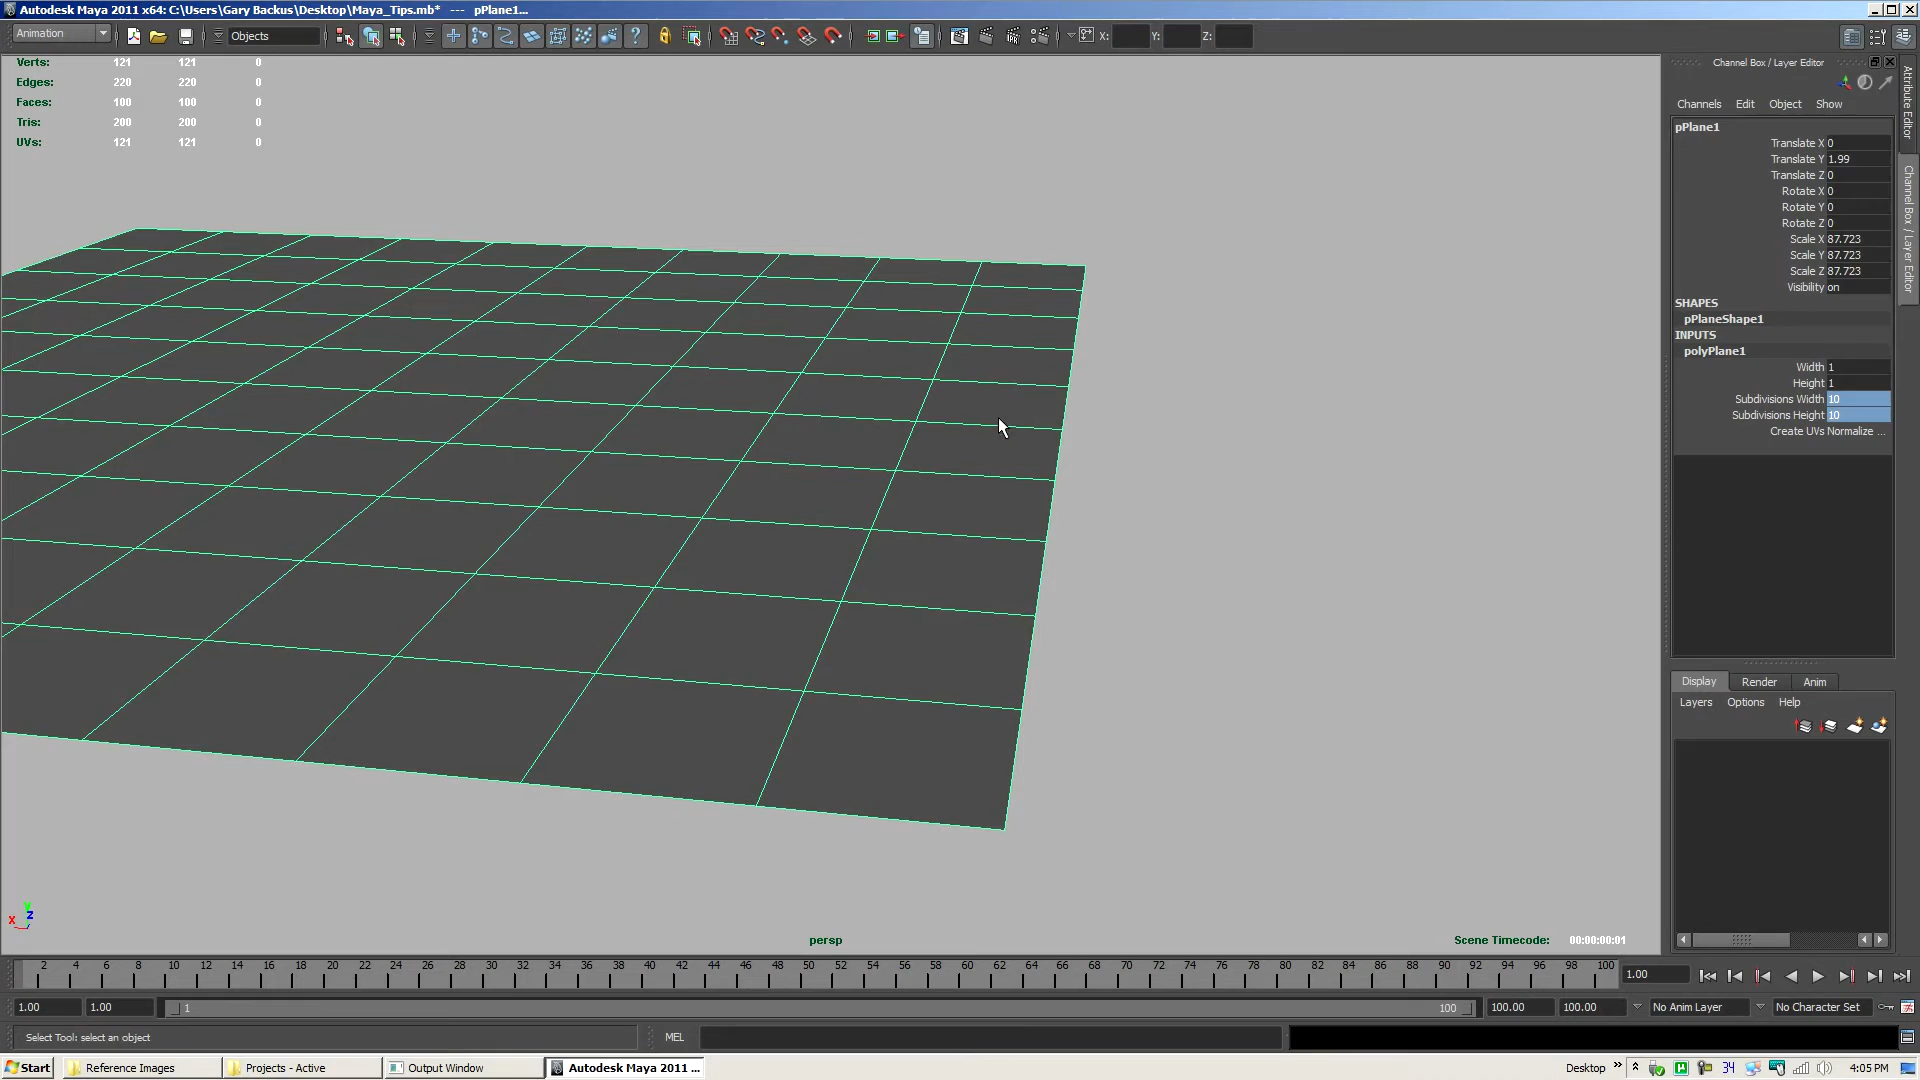 Autodesk Maya 2011 x64: C:\Users\Gary Backus\Desktop\Maya_Tips.mb* --- pPlane1...
Animation Objects X: Y: Z:
Verts: 121 121 0
Edges: 220 220 0
Faces: 100 100 0
Tris: 200 200 0
UVs: 121 121 0
Channel Box / Layer Editor
Channels Edit Object Show
pPlane1
Translate X 0
Translate Y 1.99
Translate Z 0
Rotate X 0
Rotate Y 0
Rotate Z 0
Scale X 87.723
Scale Y 87.723
Scale Z 87.723
Visibility on
SHAPES
pPlaneShape1
INPUTS
polyPlane1
Width 1
Height 1
Subdivisions Width 10
Subdivisions Height 10
Create UVs Normalize ...
Attribute Editor
Channel Box / Layer Editor
Display Render Anim
Layers Options Help
Y
X Z
persp
Scene Timecode: 00:00:00:01
2 4 6 8 10 12 14 16 18 20 22 24 26 28 30 32 34 36 38 40 42 44 46 48 50 52 54 56 58 60 62 64 66 68 70 72 74 76 78 80 82 84 86 88 90 92 94 96 98 100 1.00
1.00 1.00 1 100 100.00 100.00 No Anim Layer No Character Set
Select Tool: select an object MEL
Start Reference Images Projects - Active Output Window Autodesk Maya 2011 ... Desktop » 34 4:05 PM